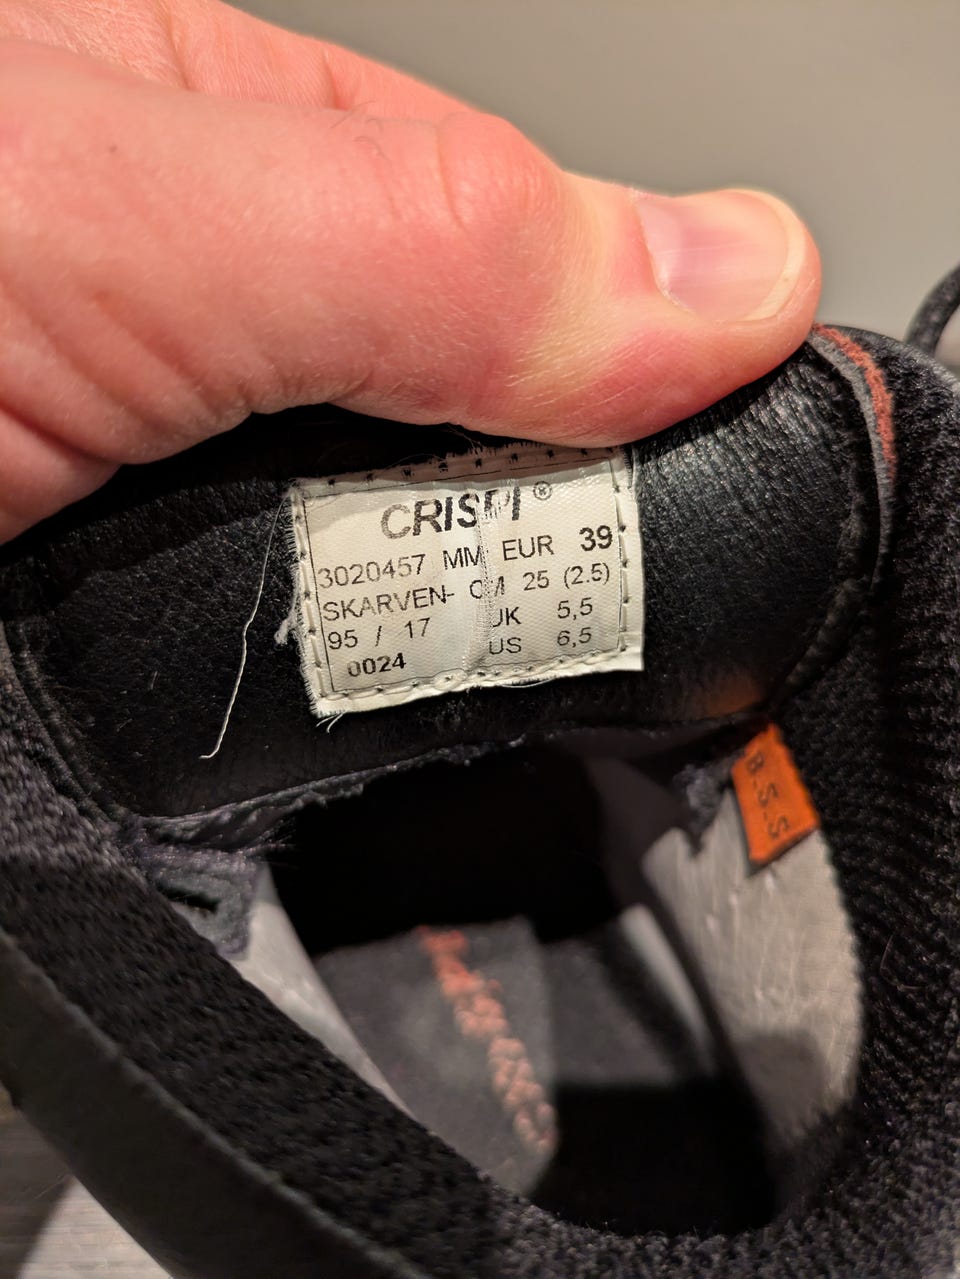 CRISPI ®
3020457 MM EUR 39
SKARVEN- CM 25 (2.5)
95 / 17 UK 5,5
0024 US 6,5
B.S.S